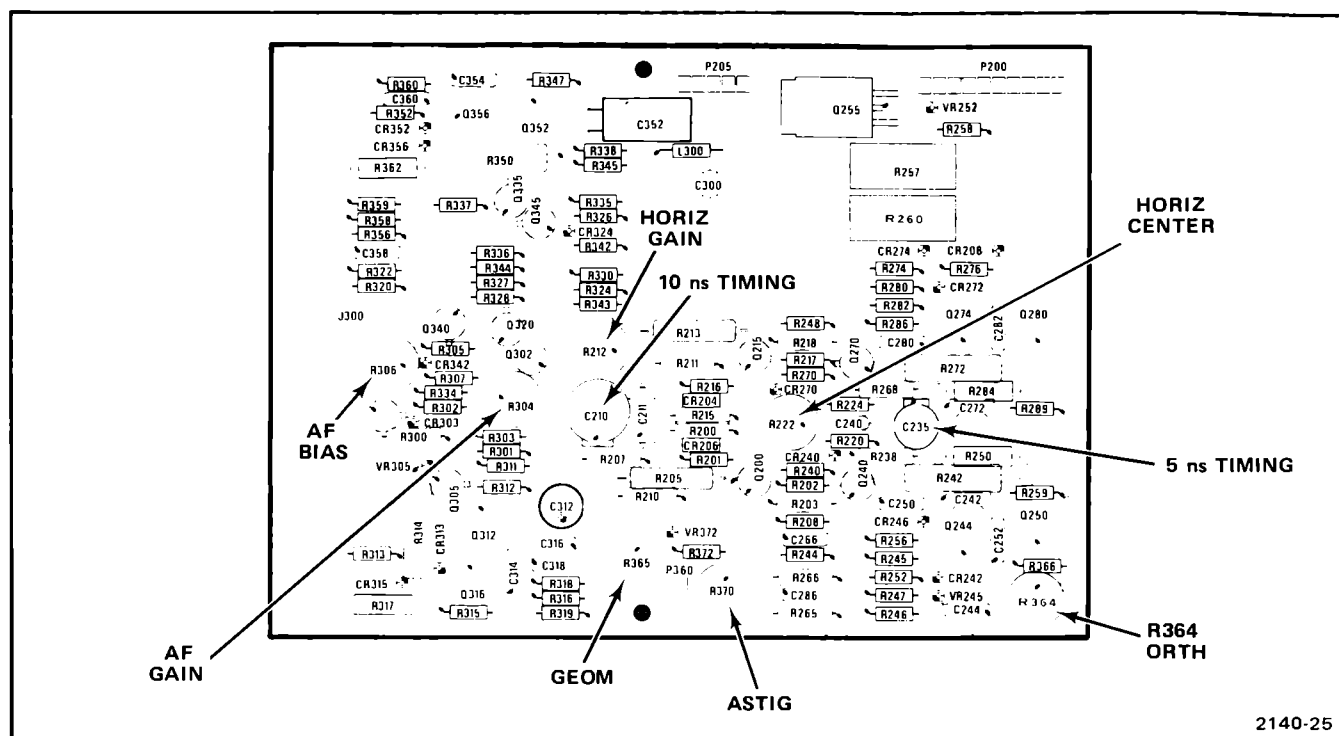 P205
P200
R360
C354
R347
C360
R352
Q356
Q352
C352
Q255
VR252
R258
CR352
CR356
R362
R350
R338
R345
L300
R257
C300
Q335
Q345
R359
R358
R356
C358
R322
R320
R337
R335
R326
CR324
R342
HORIZ
GAIN
R260
HORIZ
CENTER
R336
R344
R327
R328
R330
R324
R343
10 ns TIMING
CR274
CR208
R274
R276
R280
CR272
R282
R286
C280
Q274
C282
Q280
J300
Q340
Q320
Q302
R305
CR342
R307
R334
R302
CR303
R306
R304
R300
AF
BIAS
R212
R213
R211
C210
C211
R207
R216
CR204
R215
R200
CR206
R201
R205
R210
Q215
R248
R218
R217
R270
CR270
Q270
R222
R224
C240
R220
R268
C235
R238
R272
R284
C272
R289
5 ns TIMING
CR240
R240
R202
R203
Q200
Q240
R250
R242
C242
R259
C250
VR305
R303
R301
R311
R312
Q305
C312
R314
CR313
Q312
R313
CR315
R317
Q316
R315
C314
C316
C318
R318
R316
R319
R365
VR372
R372
P360
R370
R208
C266
R244
R266
C286
R265
CR246
R256
R245
R252
R247
R246
Q244
C252
Q250
CR242
VR245
C244
R366
R364
AF
GAIN
GEOM
ASTIG
R364
ORTH
2140-25